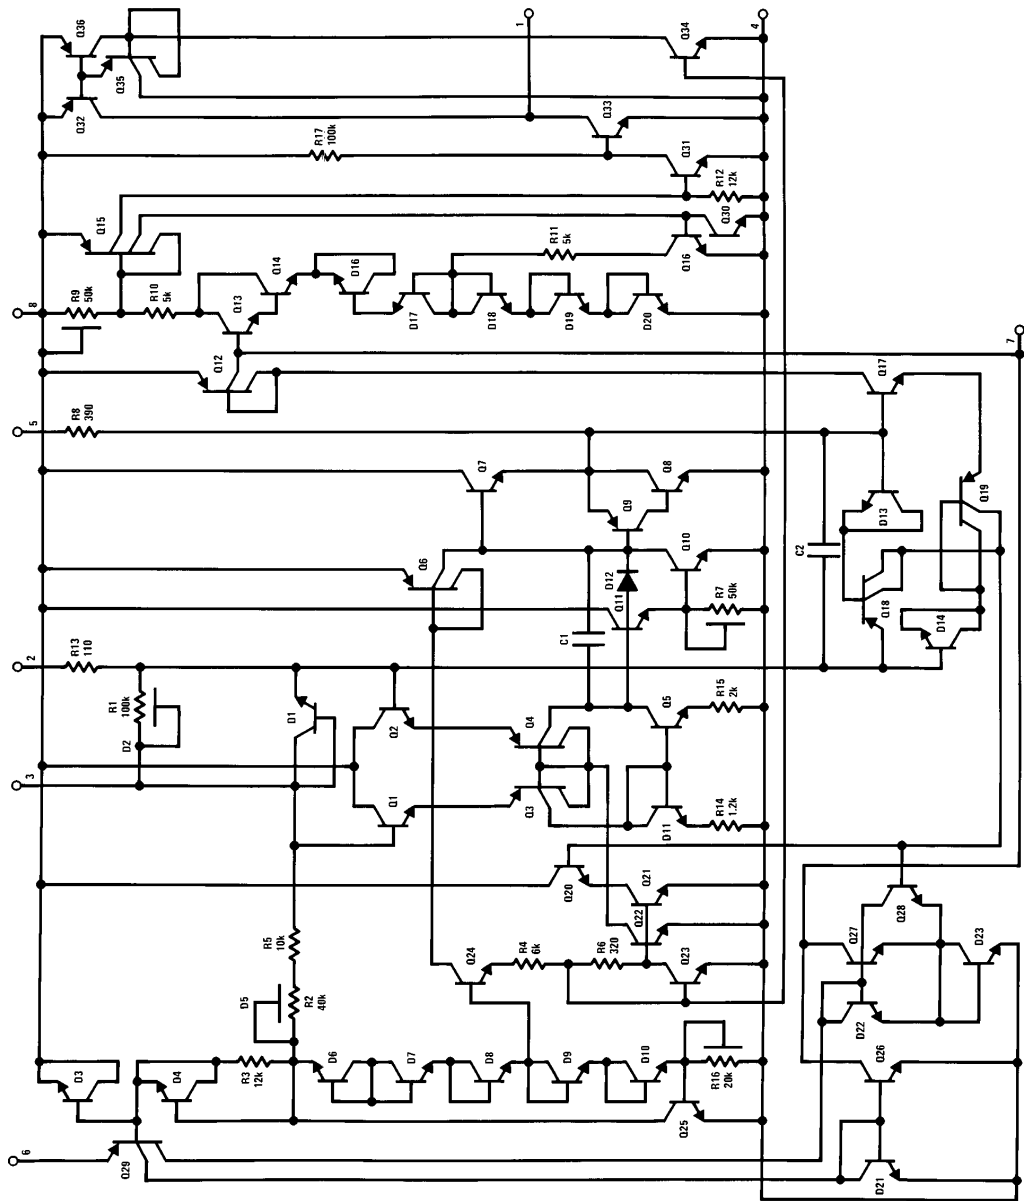 6
Q29
D3
D4
R3
12k
D5
R2
40k
R5
10k
D6
D7
D8
D9
D10
R16
20k
Q25
3
D2
R1
100k
2
R13
110
D1
Q1
Q2
Q3
Q4
Q24
R4
6k
R6
320
Q20
Q22
Q21
Q23
D11
R14
1.2k
Q5
R15
2k
C1
D12
Q11
Q6
Q7
Q9
Q8
Q10
R7
50k
5
R8
390
8
R9
50k
R10
5k
Q12
Q13
Q14
D16
D17
D18
D19
D20
Q15
R11
5k
Q16
Q30
R12
12k
Q31
R17
100k
Q33
Q32
Q35
Q36
1
Q34
4
D21
Q26
D22
Q27
Q28
D23
D14
Q18
C2
D13
Q19
Q17
7